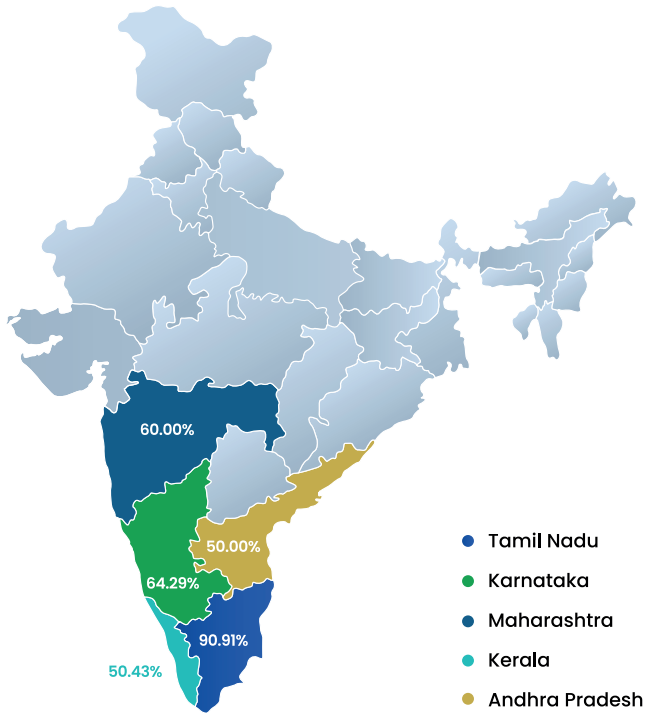 60.00%
50.00%
64.29%
90.91%
50.43%
Tamil Nadu
Karnataka
Maharashtra
Kerala
Andhra Pradesh